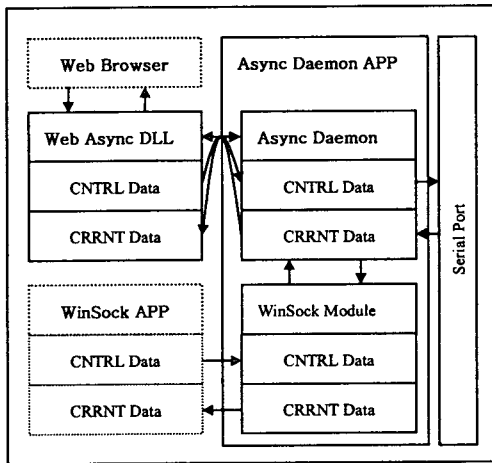 Web Browser
Async Daemon APP
Web Async DLL
Async Daemon
CNTRL Data
CNTRL Data
CRRNT Data
CRRNT Data
Serial Port
WinSock APP
WinSock Module
CNTRL Data
CNTRL Data
CRRNT Data
CRRNT Data